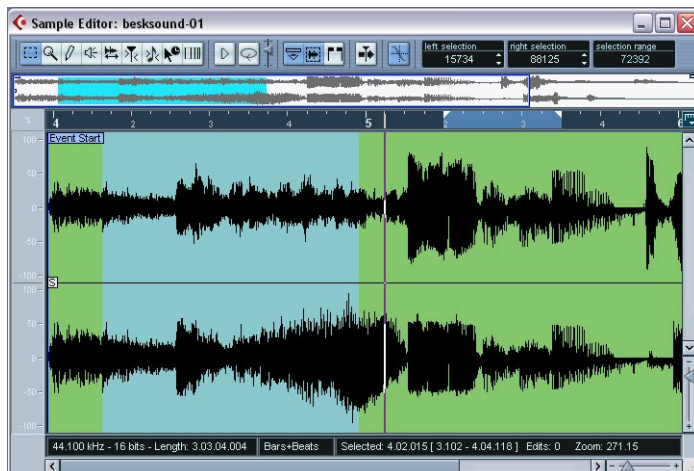 Sample Editor: besksound-01
left selection right selection selection range
15734 88125 72392
% 4 2 3 4 5 2 3 4 6
Event Start
100
50
0
-50
-100
S
100
50
0
-50
-100
44.100 kHz - 16 bits - Length: 3.03.04.004 Bars+Beats Selected: 4.02.015 [ 3.102 - 4.04.118 ] Edits: 0 Zoom: 271.15